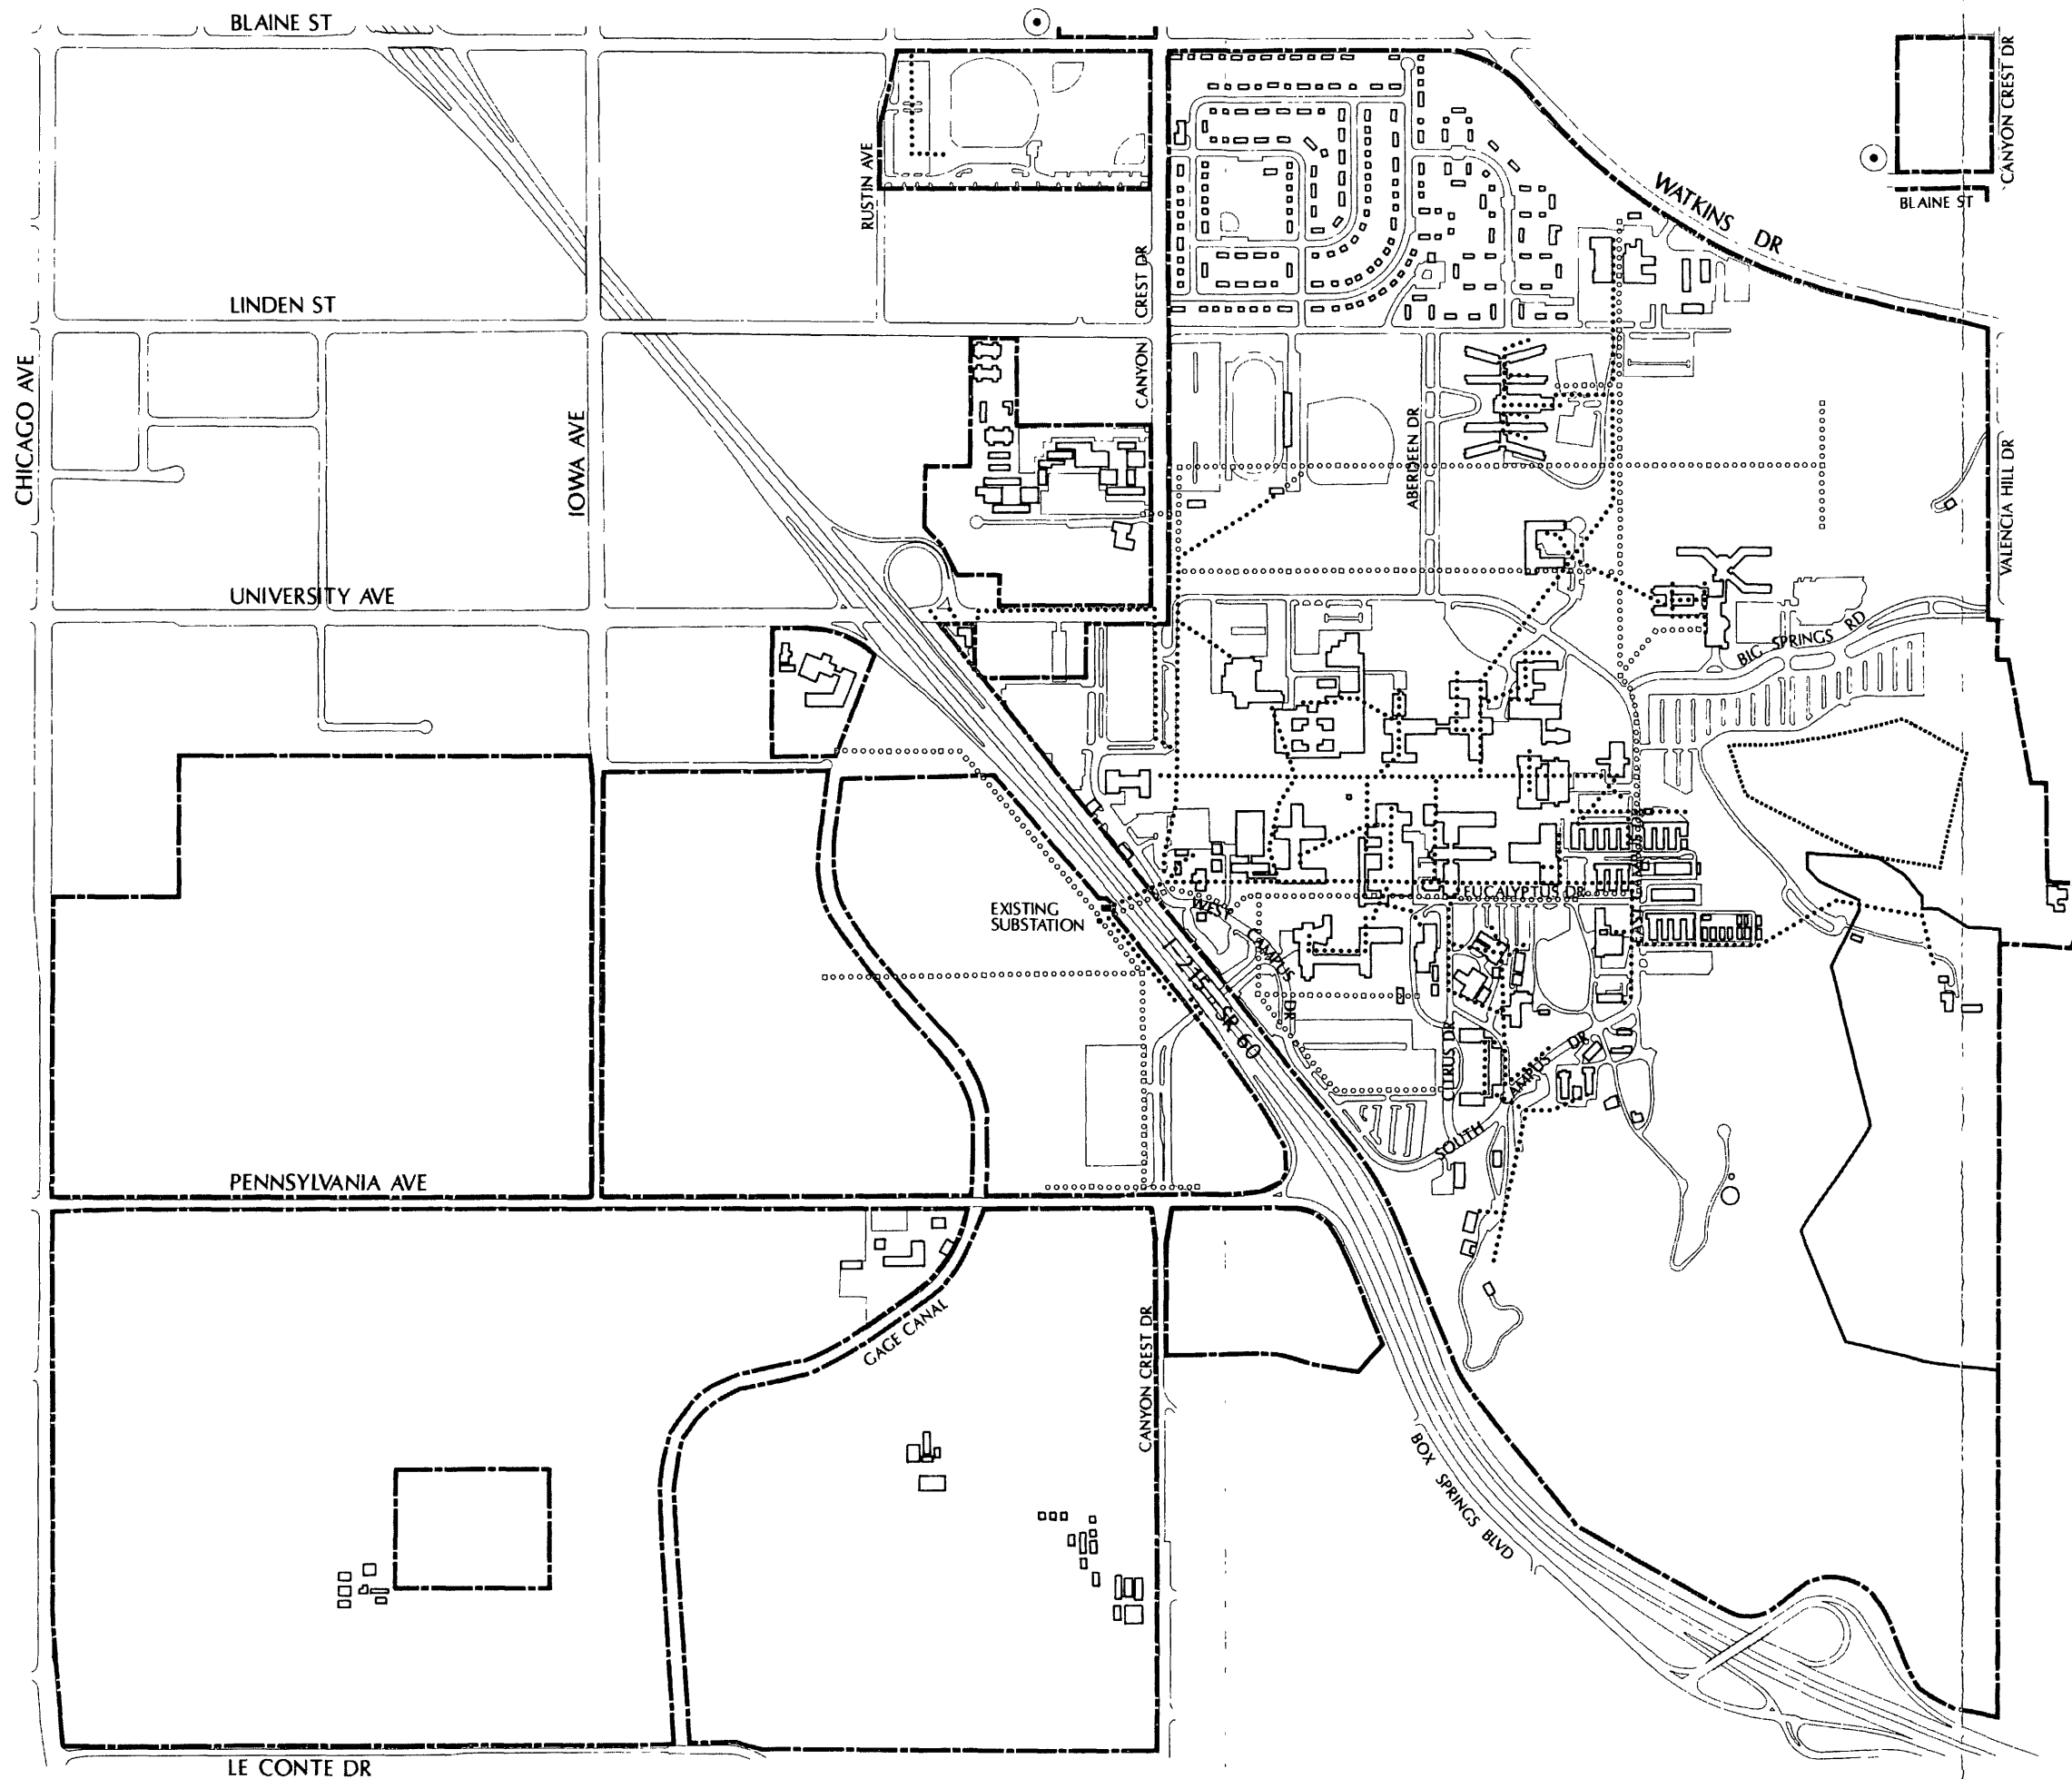 BLAINE ST
CANYON CREST DR
WATKINS DR
BLAINE ST
RUSTIN AVE
LINDEN ST
CREST DR
CANYON
CHICAGO AVE
IOWA AVE
ABERDEEN DR
VALENCIA HILL DR
UNIVERSITY AVE
BIG SPRINGS RD
EUCALYPTUS DR
EXISTING
SUBSTATION
WEST CAMPUS DR
I-215 - SR 60
CITRUS DR
SOUTH CAMPUS DR
PENNSYLVANIA AVE
GAGE CANAL
CANYON CREST DR
BOX SPRINGS BLVD
LE CONTE DR